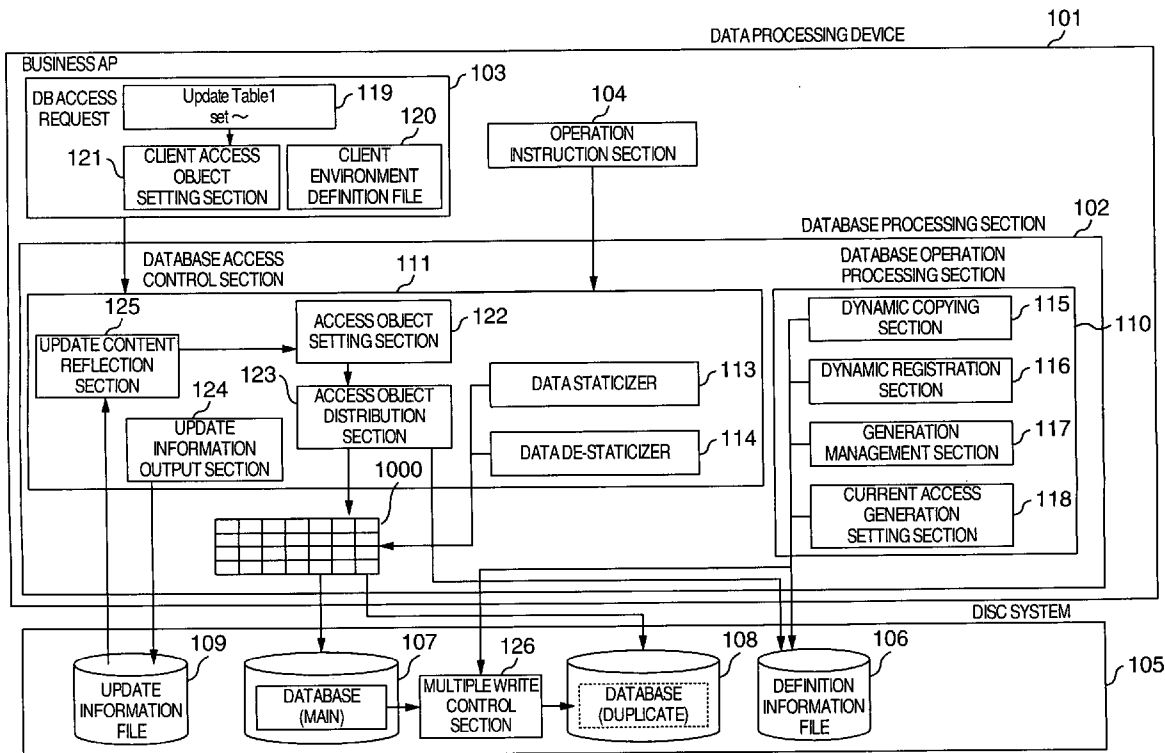 DATA PROCESSING DEVICE
101
BUSINESS AP
103
DB ACCESS
REQUEST
Update Table1
set ~
119
120
104
121
CLIENT ACCESS
OBJECT
SETTING SECTION
CLIENT
ENVIRONMENT
DEFINITION FILE
OPERATION
INSTRUCTION SECTION
DATABASE PROCESSING SECTION
102
DATABASE ACCESS
CONTROL SECTION
111
DATABASE OPERATION
PROCESSING SECTION
125
UPDATE CONTENT
REFLECTION
SECTION
ACCESS OBJECT
SETTING SECTION
122
123
ACCESS OBJECT
DISTRIBUTION
SECTION
124
UPDATE
INFORMATION
OUTPUT SECTION
DATA STATICIZER
113
DATA DE-STATICIZER
114
1000
DYNAMIC COPYING
SECTION
115
110
DYNAMIC REGISTRATION
SECTION
116
GENERATION
MANAGEMENT SECTION
117
CURRENT ACCESS
GENERATION
SETTING SECTION
118
DISC SYSTEM
105
109
UPDATE
INFORMATION
FILE
107
DATABASE
(MAIN)
126
MULTIPLE WRITE
CONTROL
SECTION
108
DATABASE
(DUPLICATE)
106
DEFINITION
INFORMATION
FILE